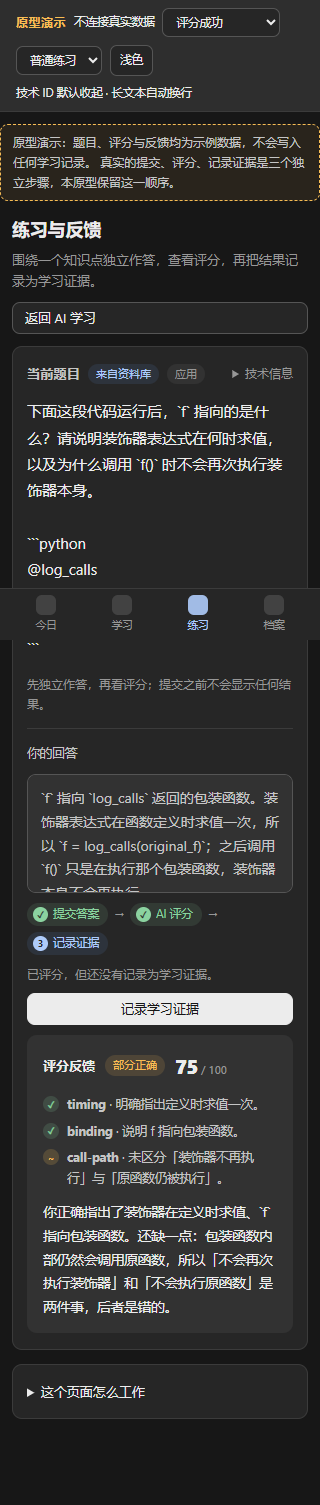 原型演示 不连接真实数据 评分成功
普通练习 浅色
技术 ID 默认收起 · 长文本自动换行
原型演示：题目、评分与反馈均为示例数据，不会写入
任何学习记录。 真实的提交、评分、记录证据是三个独
立步骤，本原型保留这一顺序。
练习与反馈
围绕一个知识点独立作答，查看评分，再把结果记
录为学习证据。
返回 AI 学习
当前题目 来自资料库 应用 ▶ 技术信息
下面这段代码运行后，`f` 指向的是什
么？请说明装饰器表达式在何时求值，
以及为什么调用 `f()` 时不会再次执行装
饰器本身。
```python
@log_calls
今日 学习 练习 档案
```
先独立作答，再看评分；提交之前不会显示任何结
果。
你的回答
`f` 指向 `log_calls` 返回的包装函数。装
饰器表达式在函数定义时求值一次，所
以 `f = log_calls(original_f)`；之后调用
`f()` 只是在执行那个包装函数，装饰器
本身不会再执行
✓ 提交答案 → ✓ AI 评分 →
3 记录证据
已评分，但还没有记录为学习证据。
记录学习证据
评分反馈 部分正确 75 / 100
✓ timing · 明确指出定义时求值一次。
✓ binding · 说明 f 指向包装函数。
~ call-path · 未区分「装饰器不再执
行」与「原函数仍被执行」。
你正确指出了装饰器在定义时求值、`f`
指向包装函数。还缺一点：包装函数内
部仍然会调用原函数，所以「不会再次
执行装饰器」和「不会执行原函数」是
两件事，后者是错的。
▶ 这个页面怎么工作